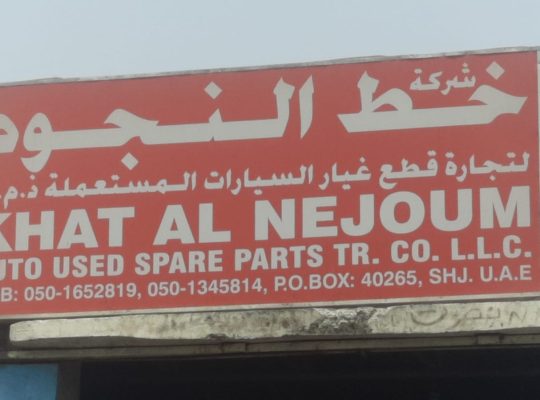 شركة
خط النجوم
لتجارة قطع غيار السيارات المستعملة ذ.م.
KHAT AL NEJOUM
AUTO USED SPARE PARTS TR. CO. L.L.C.
B: 050-1652819, 050-1345814, P.O.BOX: 40265, SHJ. U.A.E